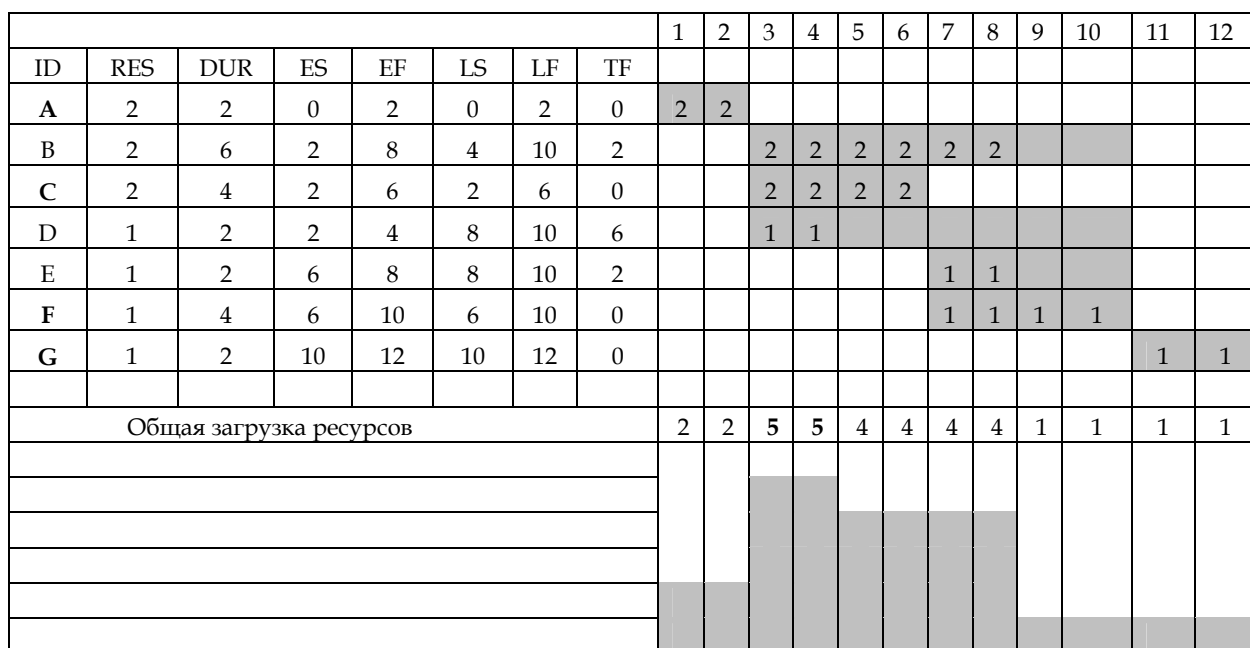 1 2 3 4 5 6 7 8 9 10 11 12
ID RES DUR ES EF LS LF TF
A 2 2 0 2 0 2 0 2 2
B 2 6 2 8 4 10 2 2 2 2 2 2 2
C 2 4 2 6 2 6 0 2 2 2 2
D 1 2 2 4 8 10 6 1 1
E 1 2 6 8 8 10 2 1 1
F 1 4 6 10 6 10 0 1 1 1 1
G 1 2 10 12 10 12 0 1 1
Общая загрузка ресурсов 2 2 5 5 4 4 4 4 1 1 1 1